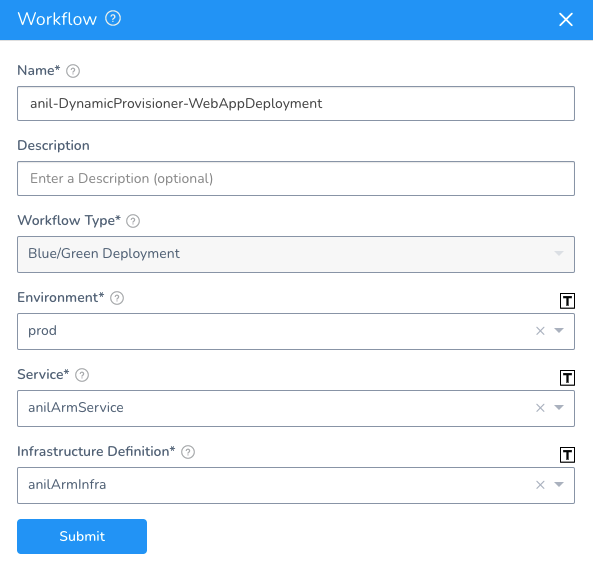 Workflow ?
Name* ?
anil-DynamicProvisioner-WebAppDeployment
Description
Enter a Description (optional)
Workflow Type* ?
Blue/Green Deployment
Environment* ? T
prod
Service* ? T
anilArmService
Infrastructure Definition* ? T
anilArmInfra
Submit